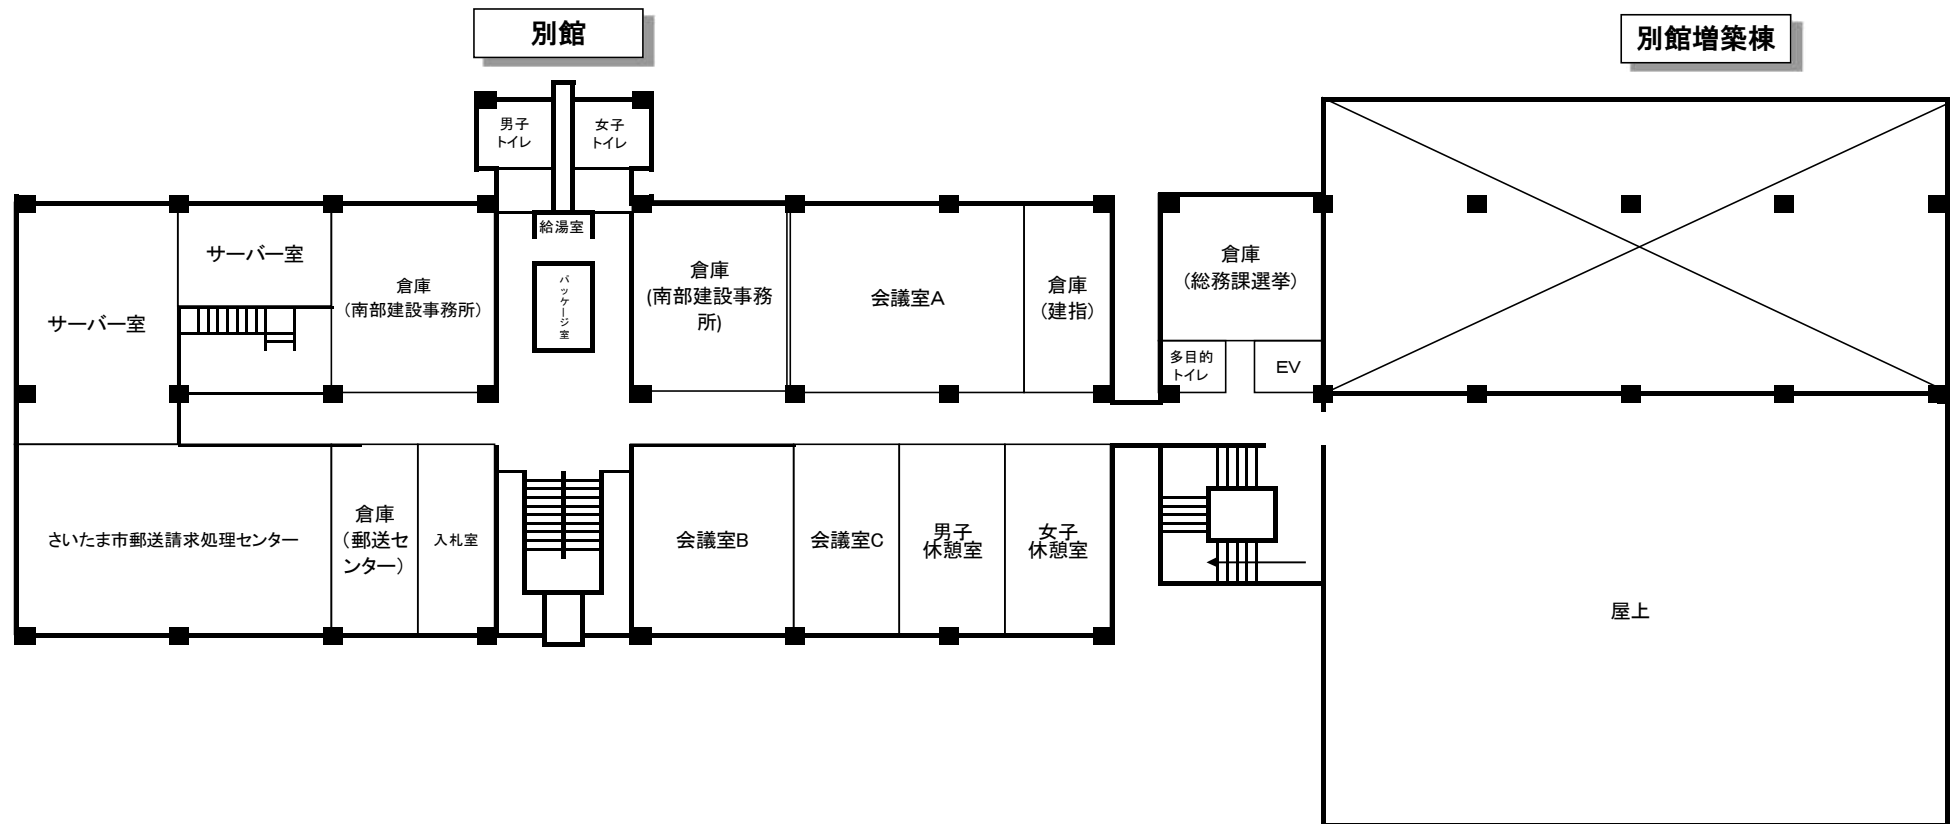 別館
別館増築棟
男子
トイレ
女子
トイレ
給湯室
パッケージ室
サーバー室
サーバー室
倉庫
（南部建設事務所）
倉庫
(南部建設事務
所)
会議室A
倉庫
（建指）
倉庫
（総務課選挙）
多目的
トイレ
EV
さいたま市郵送請求処理センター
倉庫
（郵送セ
ンター）
入札室
会議室B
会議室C
男子
休憩室
女子
休憩室
屋上